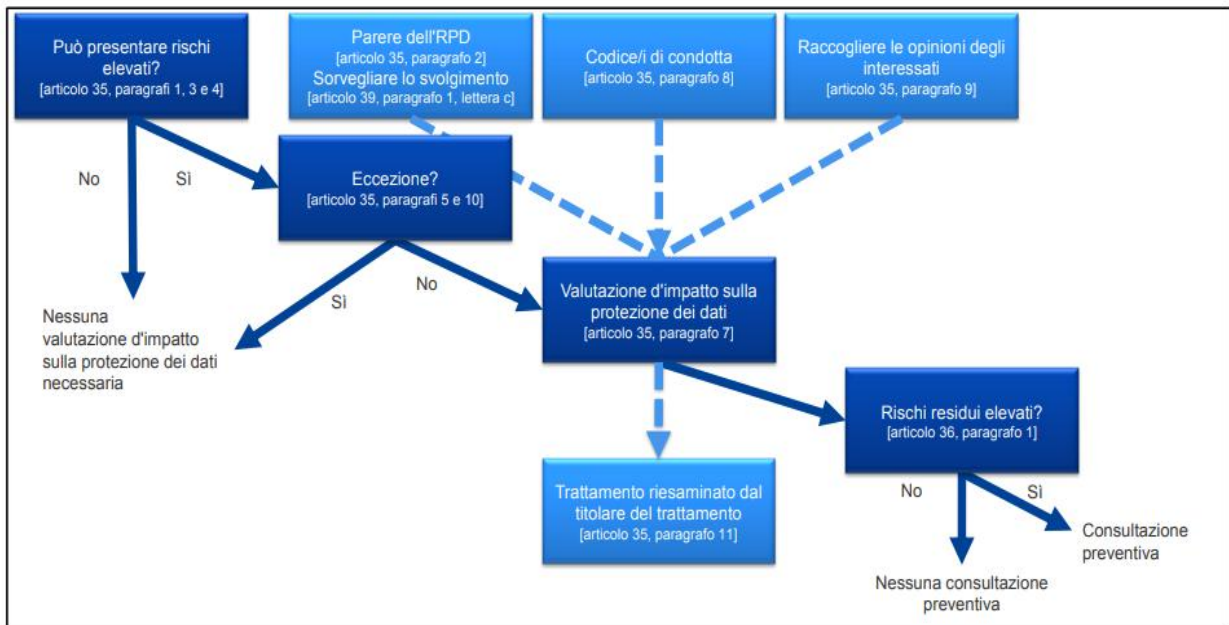 Può presentare rischi
elevati?
[articolo 35, paragrafi 1, 3 e 4]
Parere dell'RPD
[articolo 35, paragrafo 2]
Sorvegliare lo svolgimento
[articolo 39, paragrafo 1, lettera c]
Codice/i di condotta
[articolo 35, paragrafo 8]
Raccogliere le opinioni degli
interessati
[articolo 35, paragrafo 9]
No
Sì
Eccezione?
[articolo 35, paragrafi 5 e 10]
Sì
No
Nessuna
valutazione d'impatto
sulla protezione dei dati
necessaria
Valutazione d'impatto sulla
protezione dei dati
[articolo 35, paragrafo 7]
Rischi residui elevati?
[articolo 36, paragrafo 1]
Trattamento riesaminato dal
titolare del trattamento
[articolo 35, paragrafo 11]
No
Sì
Consultazione
preventiva
Nessuna consultazione
preventiva